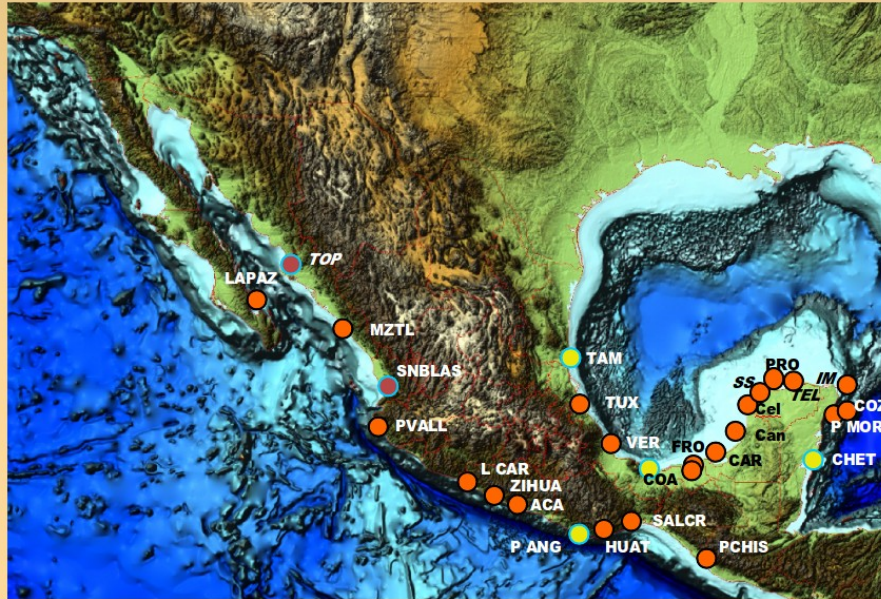 TOP
LAPAZ
MZTL
SNBLAS
TAM
PRO
IM
SS
TEL
TUX
Cel
COZ
P MOR
PVALL
Can
VER
FRO
CAR
CHET
L CAR
COA
ZIHUA
ACA
SALCR
P ANG
HUAT
PCHIS